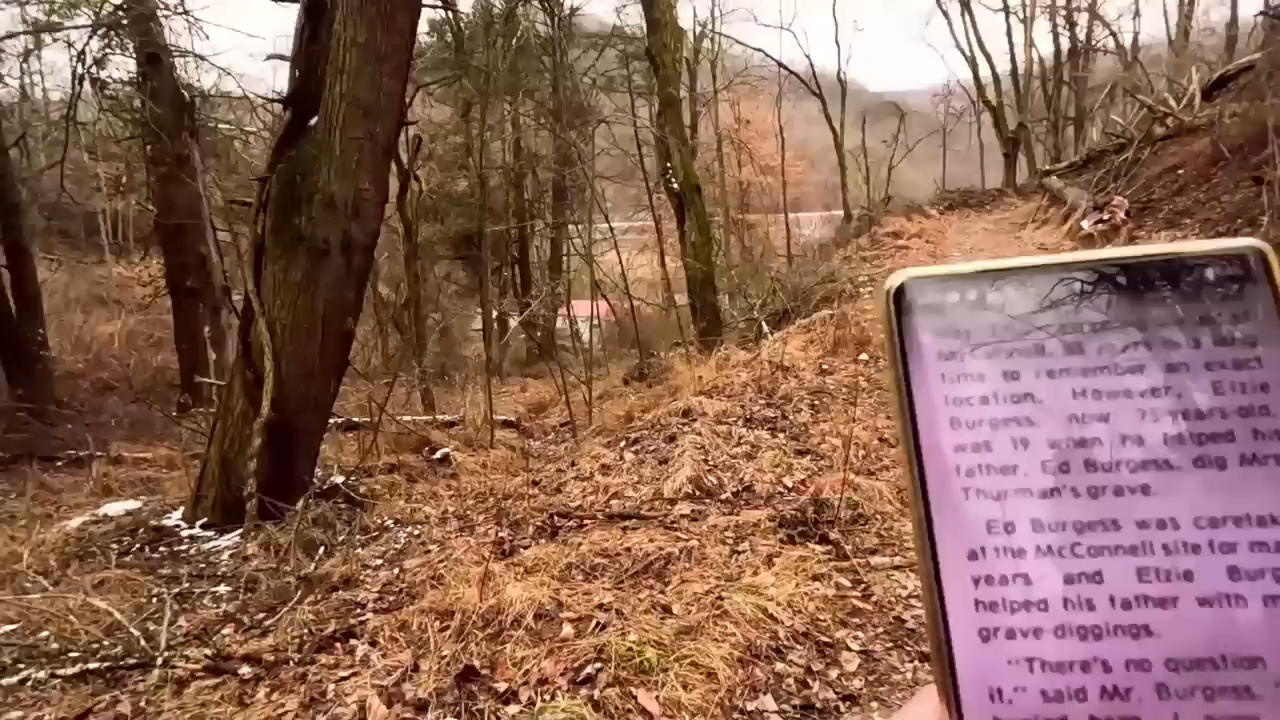 McConnell,
time to remember an exact
location. However, Elzie
Burgess, now 75-years-old,
was 19 when he helped his
father, Ed Burgess, dig Mrs
Thurman's grave.
Ed Burgess was caretak
at the McConnell site for ma
years and Elzie Burg
helped his father with m
grave diggings.
"There's no question
it," said Mr. Burgess.